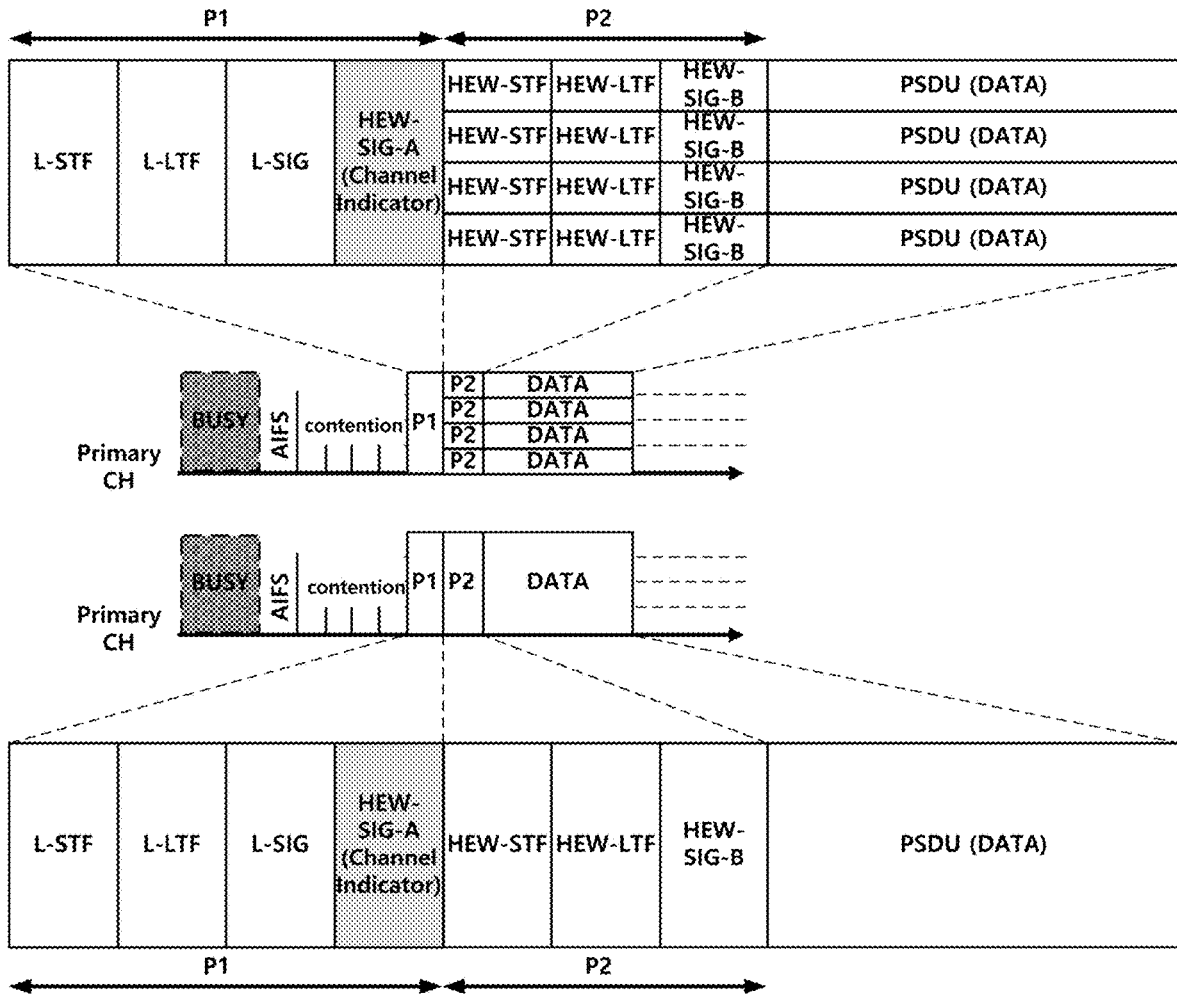 P1 P2
L-STF L-LTF L-SIG HEW-SIG-A (Channel Indicator)
HEW-STF HEW-LTF HEW-SIG-B PSDU (DATA)
HEW-STF HEW-LTF HEW-SIG-B PSDU (DATA)
HEW-STF HEW-LTF HEW-SIG-B PSDU (DATA)
HEW-STF HEW-LTF HEW-SIG-B PSDU (DATA)
Primary
CH
BUSY AIFS contention P1
P2 DATA
P2 DATA
P2 DATA
P2 DATA
Primary
CH
BUSY AIFS contention P1 P2 DATA
L-STF L-LTF L-SIG HEW-SIG-A (Channel Indicator) HEW-STF HEW-LTF HEW-SIG-B PSDU (DATA)
P1 P2